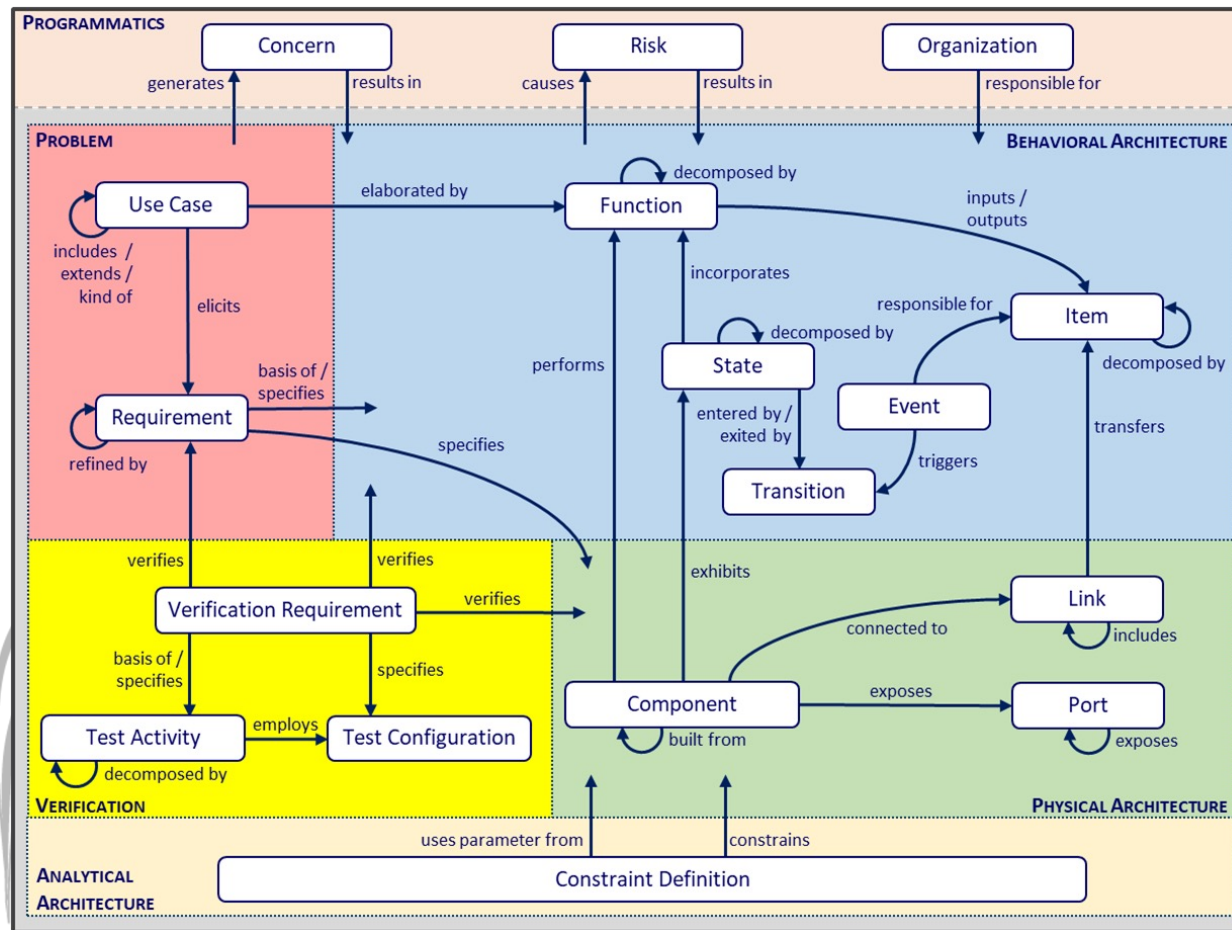 PROGRAMMATICS
Concern
Risk
Organization
generates
results in
causes
results in
responsible for
PROBLEM
BEHAVIORAL ARCHITECTURE
Use Case
includes /
extends /
kind of
elaborated by
Function
decomposed by
inputs /
outputs
elicits
incorporates
responsible for
Item
decomposed by
State
decomposed by
performs
Requirement
refined by
basis of /
specifies
specifies
entered by /
exited by
Event
triggers
Transition
transfers
verifies
verifies
Verification Requirement
verifies
exhibits
connected to
Link
includes
basis of /
specifies
specifies
Component
built from
exposes
Port
exposes
Test Activity
decomposed by
employs
Test Configuration
VERIFICATION
PHYSICAL ARCHITECTURE
uses parameter from
constrains
ANALYTICAL
ARCHITECTURE
Constraint Definition